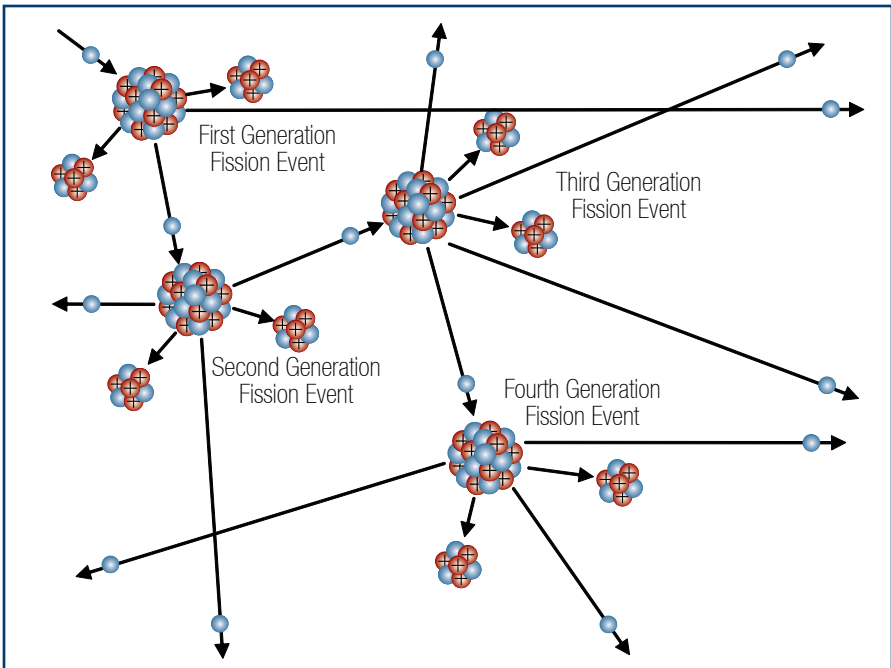 First Generation
Fission Event
Third Generation
Fission Event
Second Generation
Fission Event
Fourth Generation
Fission Event